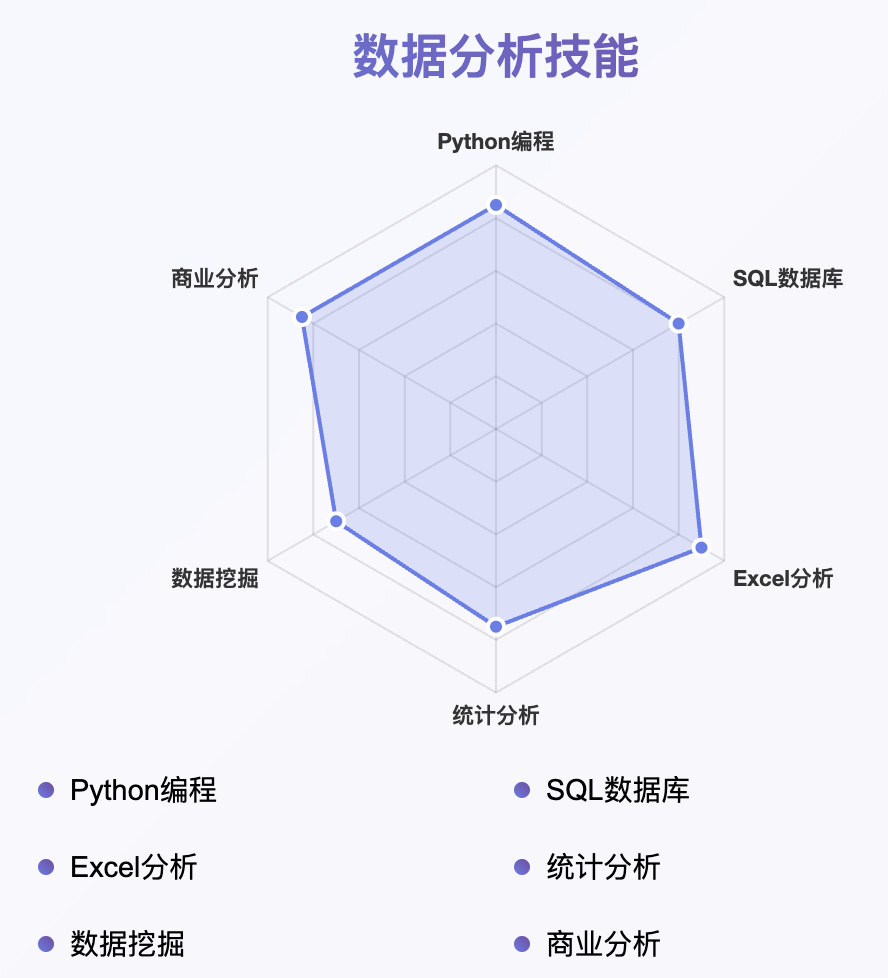 数据分析技能
Python编程
商业分析
SQL数据库
数据挖掘
Excel分析
统计分析
Python编程
SQL数据库
Excel分析
统计分析
数据挖掘
商业分析